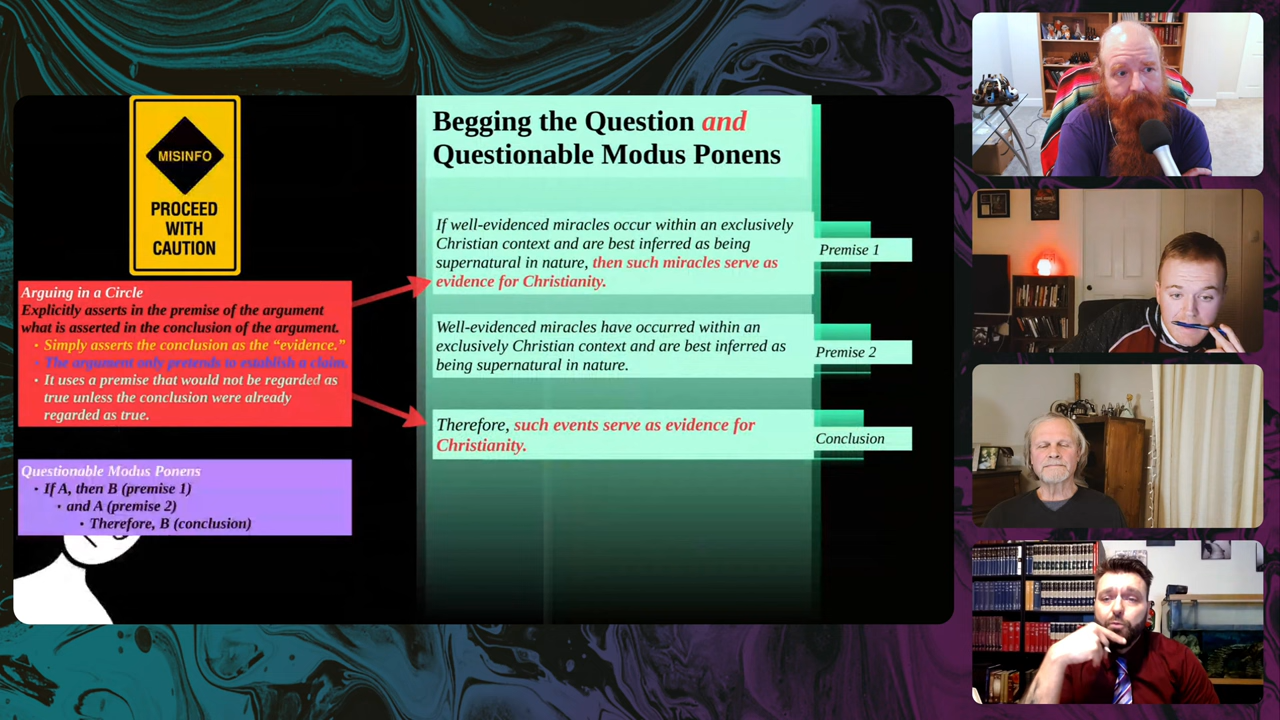 MISINFO
PROCEED
WITH
CAUTION
Arguing in a Circle
Explicitly asserts in the premise of the argument
what is asserted in the conclusion of the argument.
• Simply asserts the conclusion as the “evidence.”
• The argument only pretends to establish a claim.
• It uses a premise that would not be regarded as
true unless the conclusion were already
regarded as true.
Questionable Modus Ponens
• If A, then B (premise 1)
• and A (premise 2)
• Therefore, B (conclusion)
Begging the Question and
Questionable Modus Ponens
If well-evidenced miracles occur within an exclusively
Christian context and are best inferred as being
supernatural in nature, then such miracles serve as
evidence for Christianity.
Premise 1
Well-evidenced miracles have occurred within an
exclusively Christian context and are best inferred as
being supernatural in nature.
Premise 2
Therefore, such events serve as evidence for
Christianity.
Conclusion